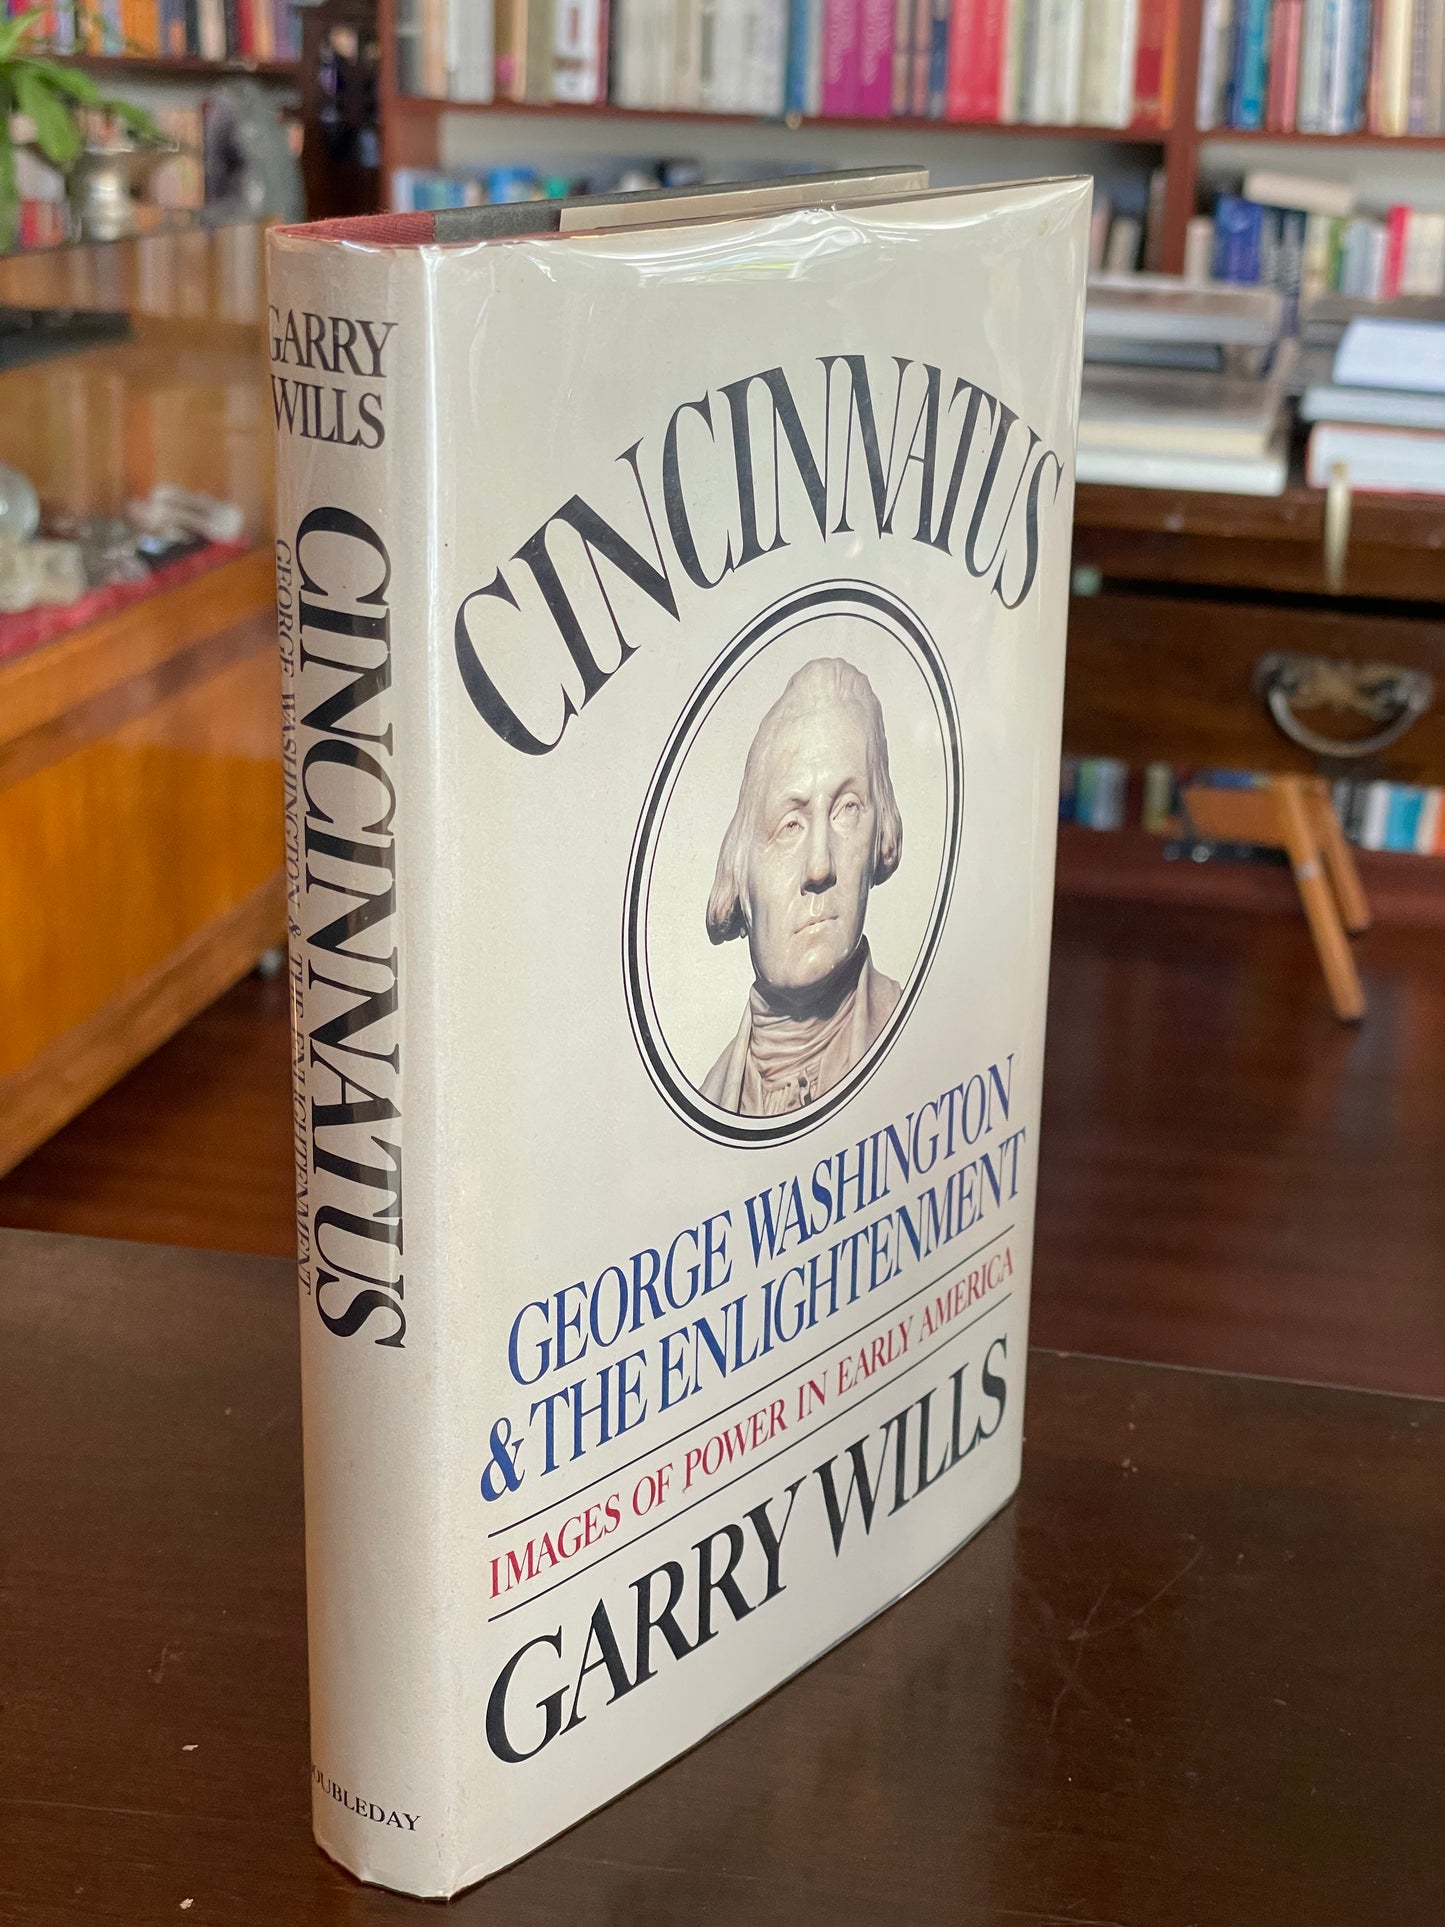 GARRY
WILLS
CINCINNATUS
GEORGE WASHINGTON & THE ENLIGHTENMENT
DOUBLEDAY
CINCINNATUS
GEORGE WASHINGTON
& THE ENLIGHTENMENT
IMAGES OF POWER IN EARLY AMERICA
GARRY WILLS